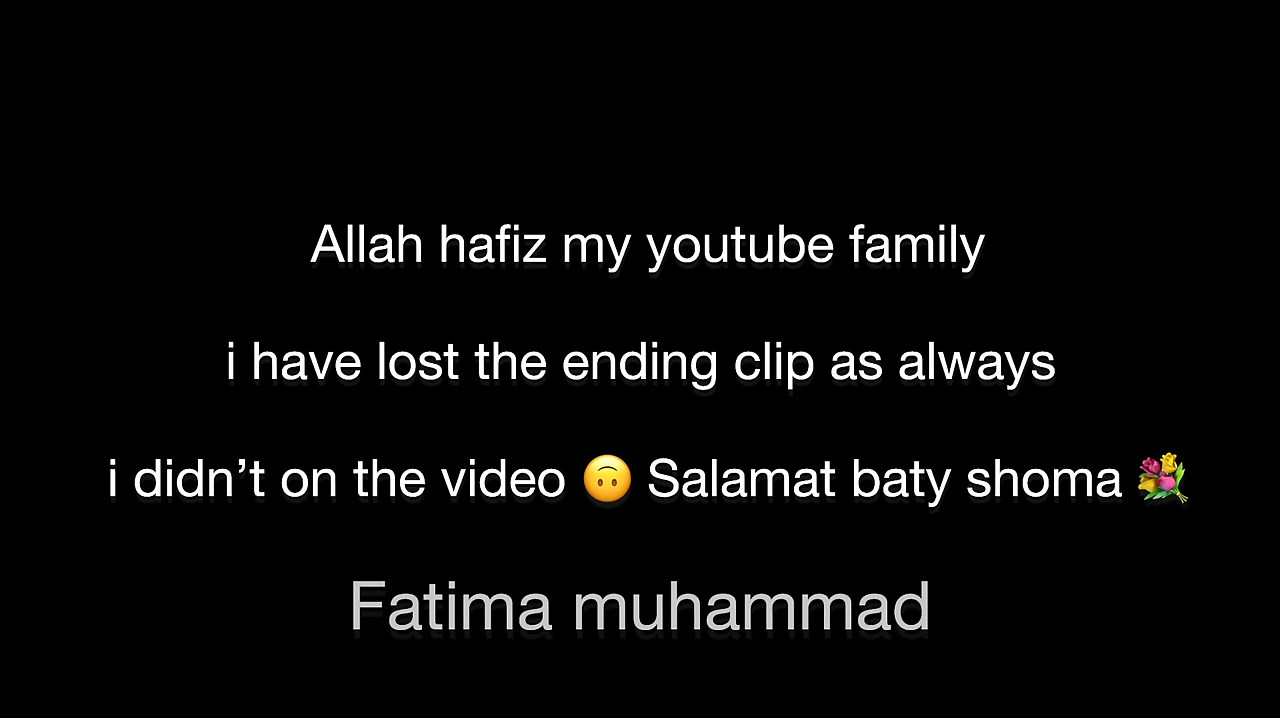 Allah hafiz my youtube family
i have lost the ending clip as always
i didn’t on the video 🙃 Salamat baty shoma 💐
Fatima muhammad